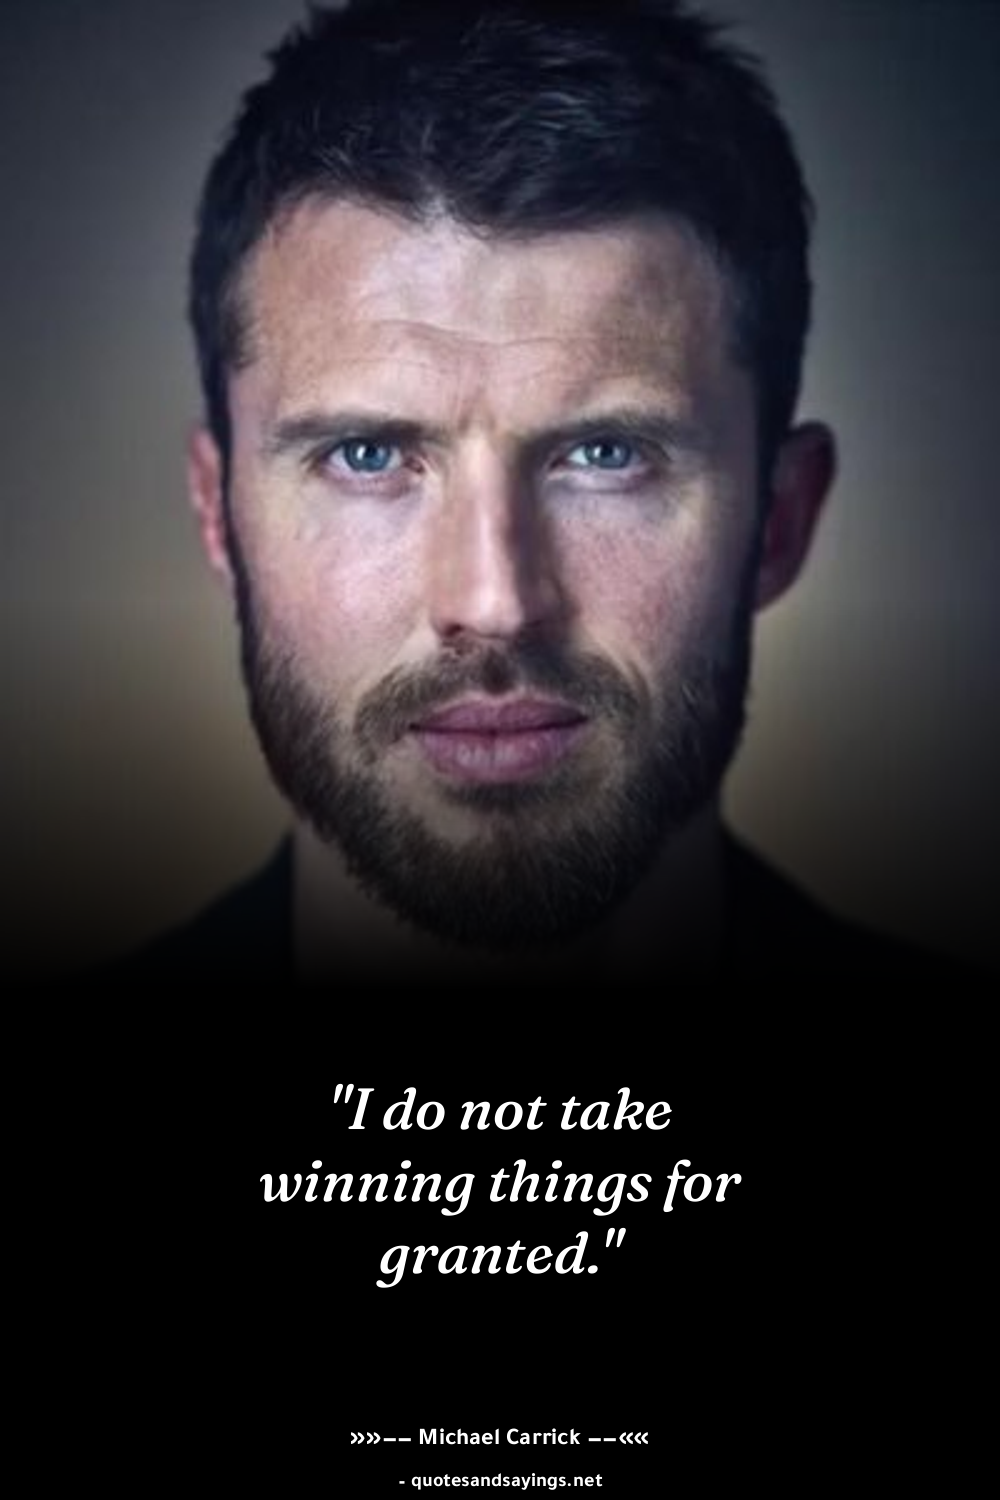 "I do not take
winning things for
granted."
»»–– Michael Carrick ––««
- quotesandsayings.net